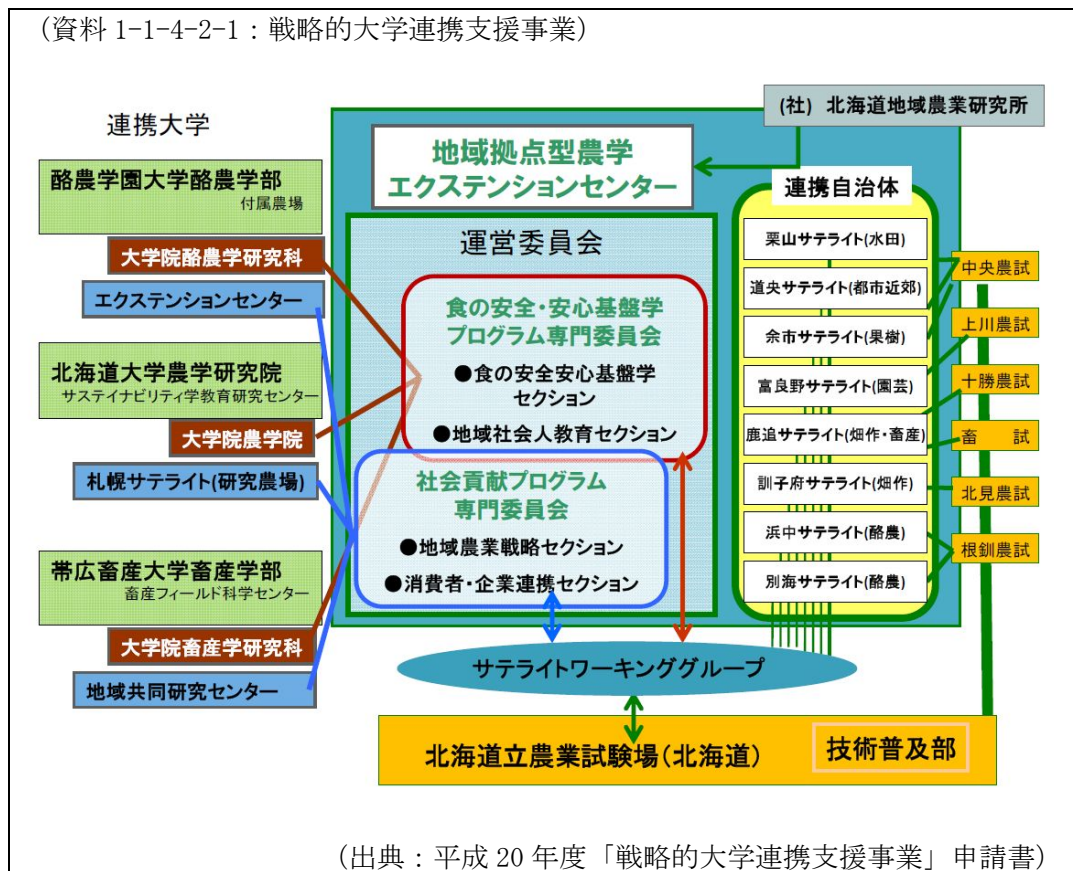 (資料 1-1-4-2-1：戦略的大学連携支援事業)
(社) 北海道地域農業研究所
連携大学
酪農学園大学酪農学部
付属農場
大学院酪農学研究科
エクステンションセンター
北海道大学農学研究院
サステイナビリティ学教育研究センター
大学院農学院
札幌サテライト(研究農場)
帯広畜産大学畜産学部
畜産フィールド科学センター
大学院畜産学研究科
地域共同研究センター
地域拠点型農学
エクステンションセンター
運営委員会
食の安全・安心基盤学
プログラム専門委員会
●食の安全安心基盤学
セクション
●地域社会人教育セクション
社会貢献プログラム
専門委員会
●地域農業戦略セクション
●消費者・企業連携セクション
連携自治体
栗山サテライト(水田)
道央サテライト(都市近郊)
余市サテライト(果樹)
富良野サテライト(園芸)
鹿追サテライト(畑作・畜産)
訓子府サテライト(畑作)
浜中サテライト(酪農)
別海サテライト(酪農)
中央農試
上川農試
十勝農試
畜 試
北見農試
根釧農試
サテライトワーキンググループ
北海道立農業試験場(北海道)
技術普及部
(出典：平成 20 年度「戦略的大学連携支援事業」申請書)